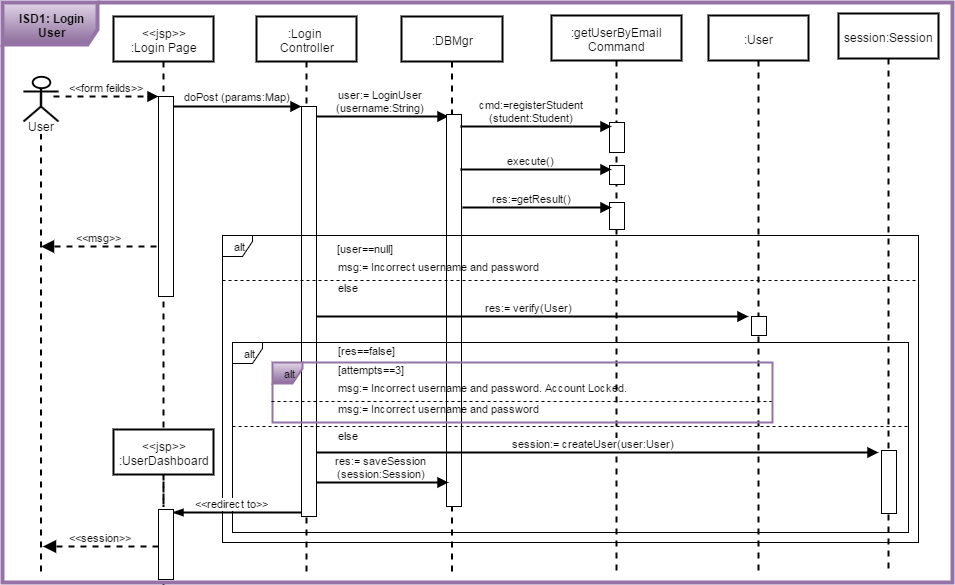 ISD1: Login
User
<<jsp>>
:Login Page
:Login
Controller
:DBMgr
:getUserByEmail
Command
:User
session:Session
<<form feilds>>
User
doPost (params:Map)
user:= LoginUser
(username:String)
cmd:=registerStudent
(student:Student)
execute()
res:=getResult()
<<msg>>
alt
[user==null]
msg:= Incorrect username and password
else
res:= verify(User)
alt
[res==false]
alt
[attempts==3]
msg:= Incorrect username and password. Account Locked.
msg:= Incorrect username and password
else
session:= createUser(user:User)
<<jsp>>
:UserDashboard
res:= saveSession
(session:Session)
<<redirect to>>
<<session>>